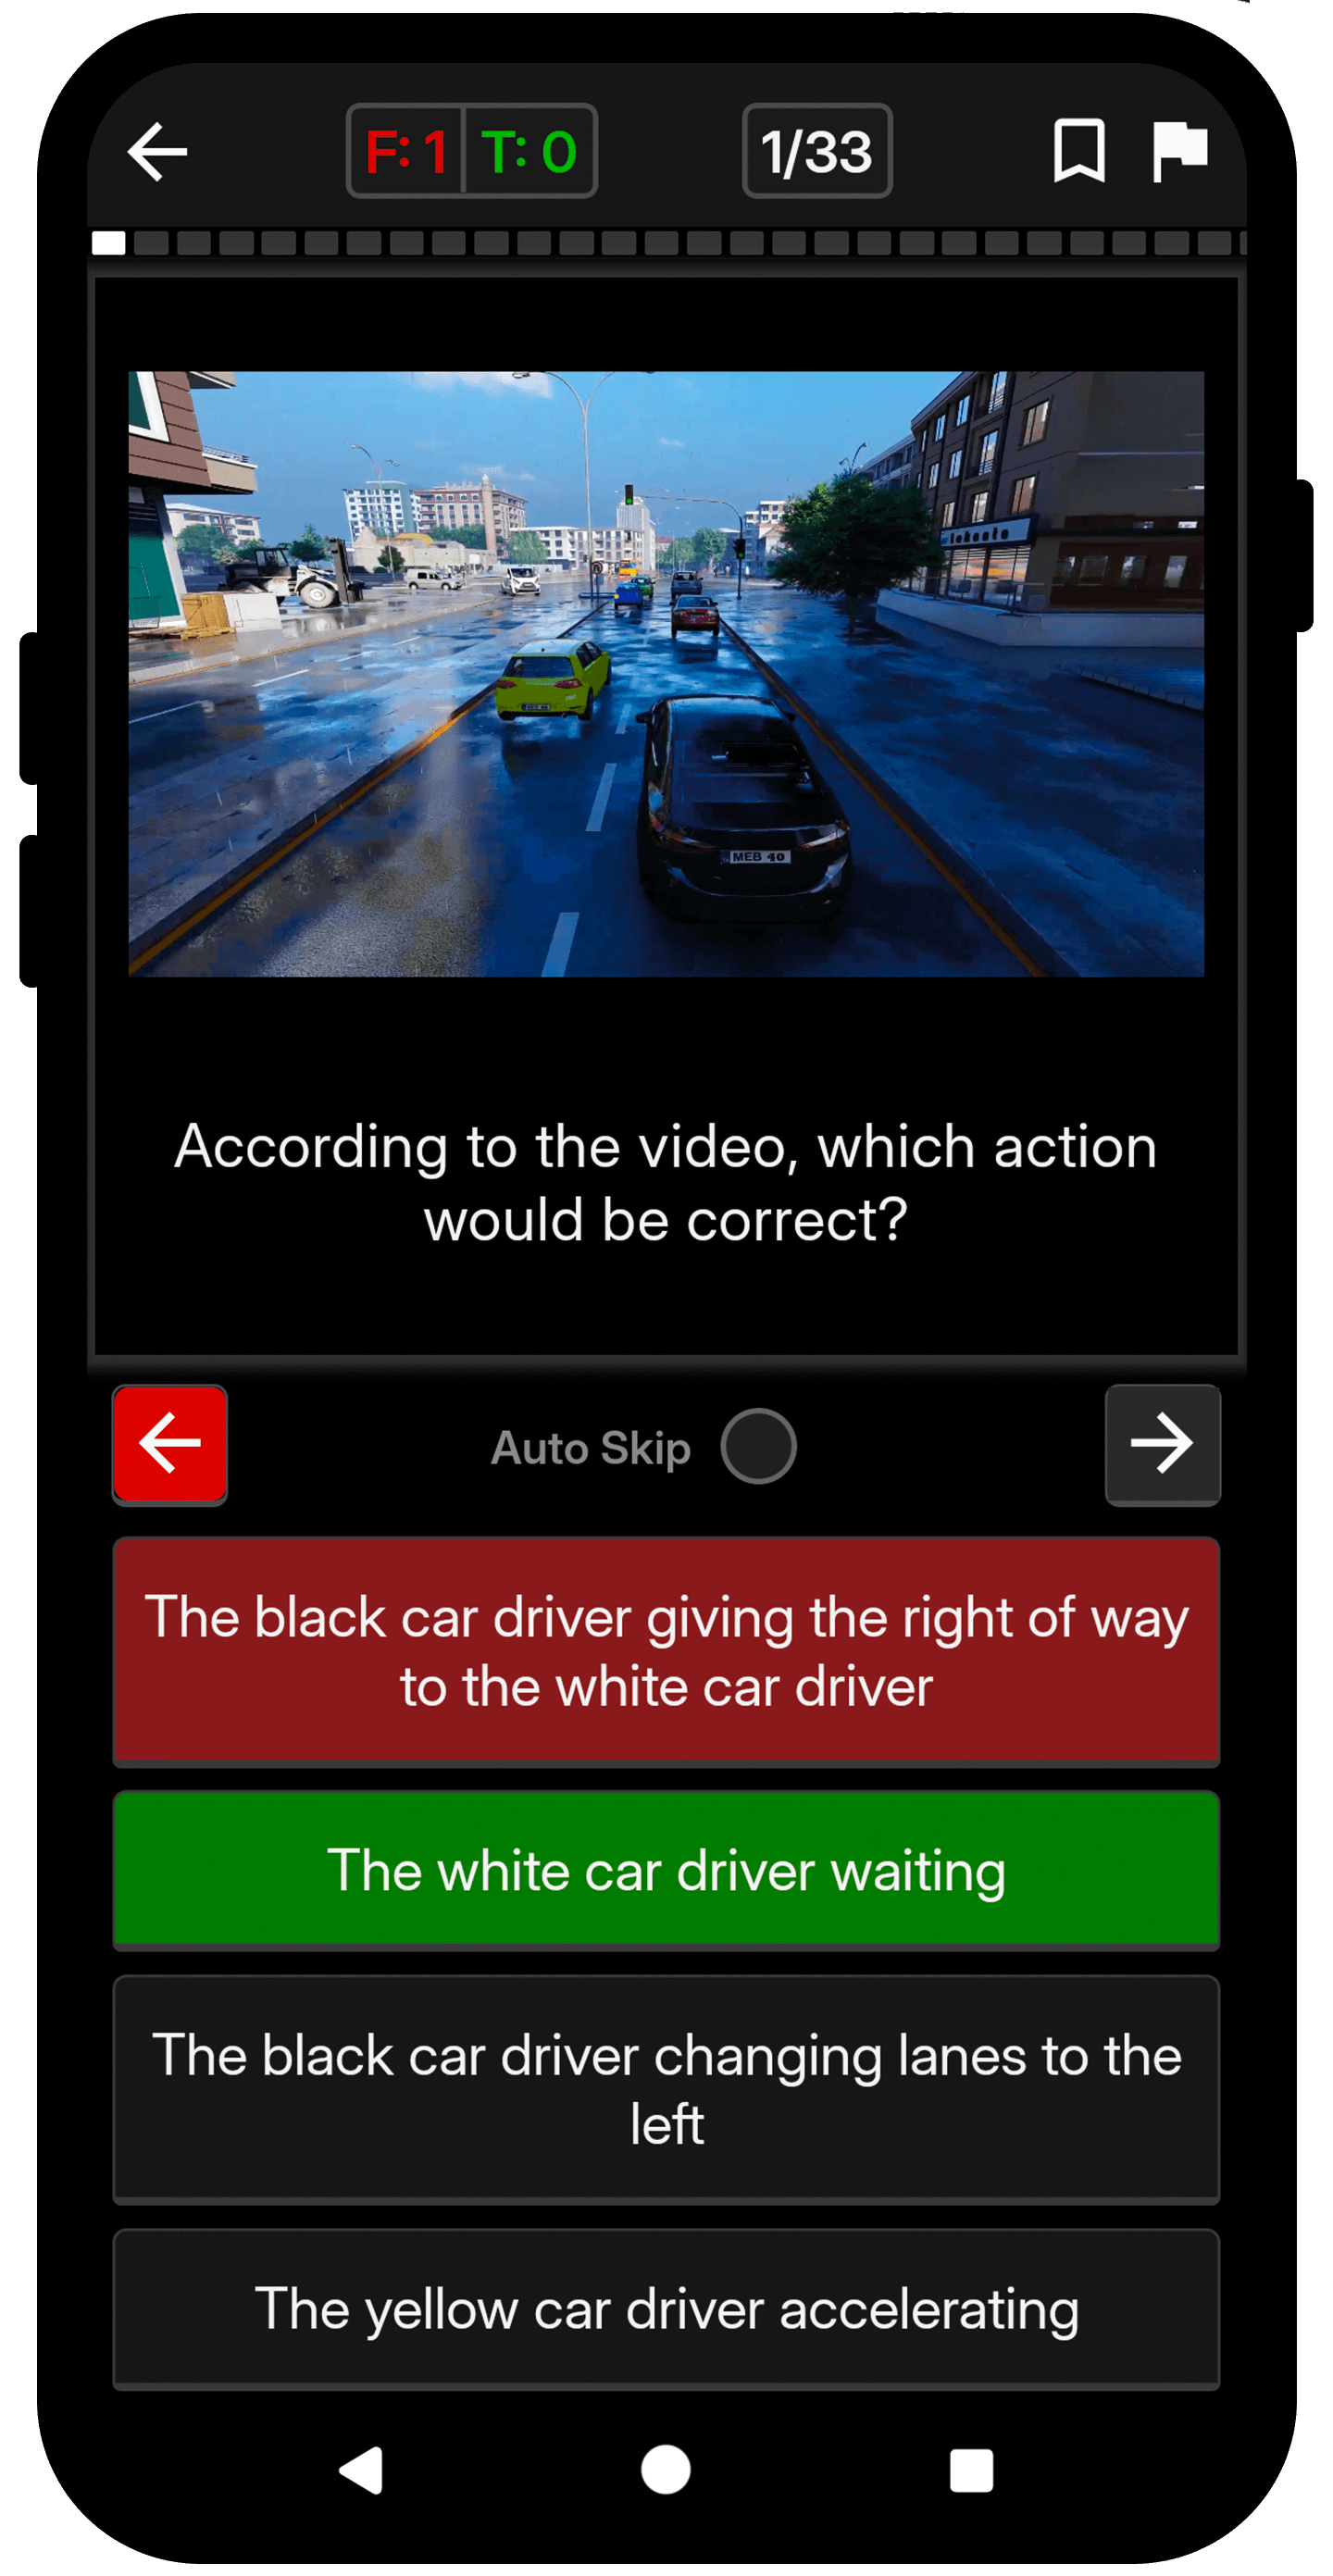 F: 1 T: 0 1/33
lokanta
MEB 40
According to the video, which action
would be correct?
Auto Skip
The black car driver giving the right of way
to the white car driver
The white car driver waiting
The black car driver changing lanes to the
left
The yellow car driver accelerating